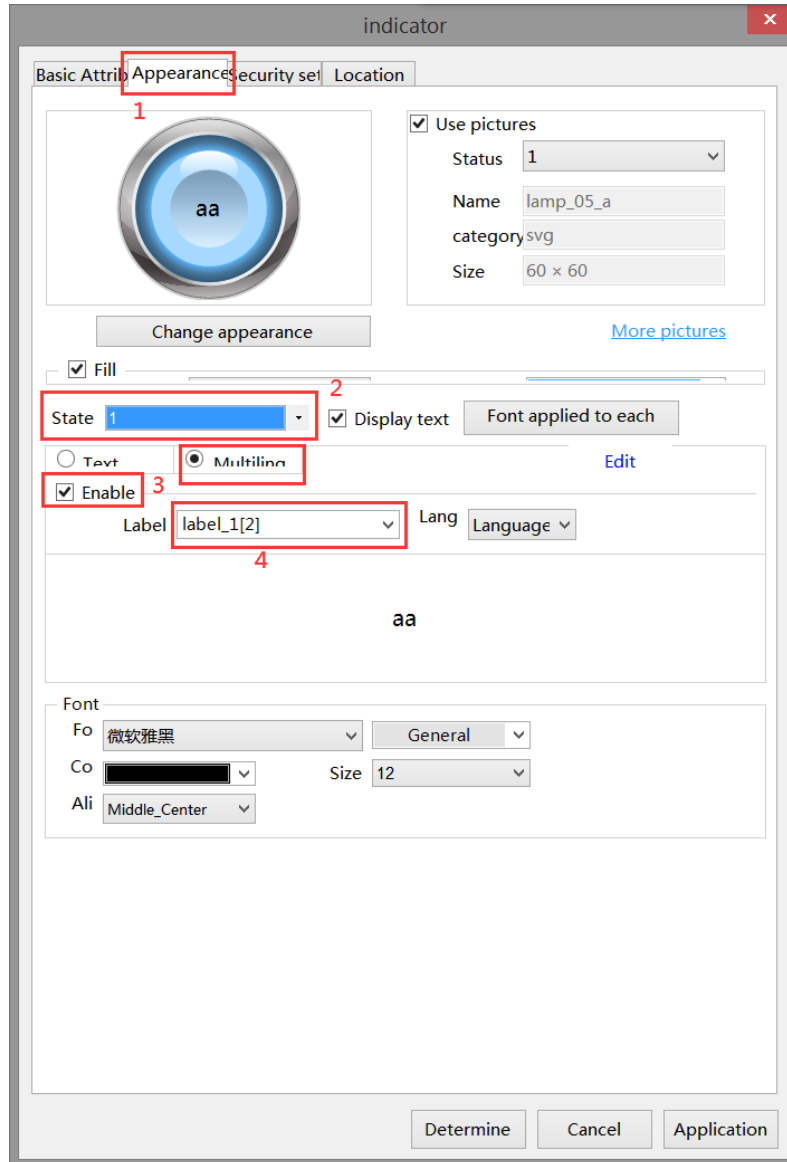 indicator
Basic Attrib Appearance Security set Location
1
Use pictures
aa
Status 1
Name lamp_05_a
category svg
Size 60 × 60
Change appearance More pictures
Fill
2
State 1 Display text Font applied to each
Text Multiling Edit
Enable 3
Label label_1[2] Lang Language
4
aa
Font
Fo 微软雅黑 General
Co Size 12
Ali Middle_Center
Determine Cancel Application